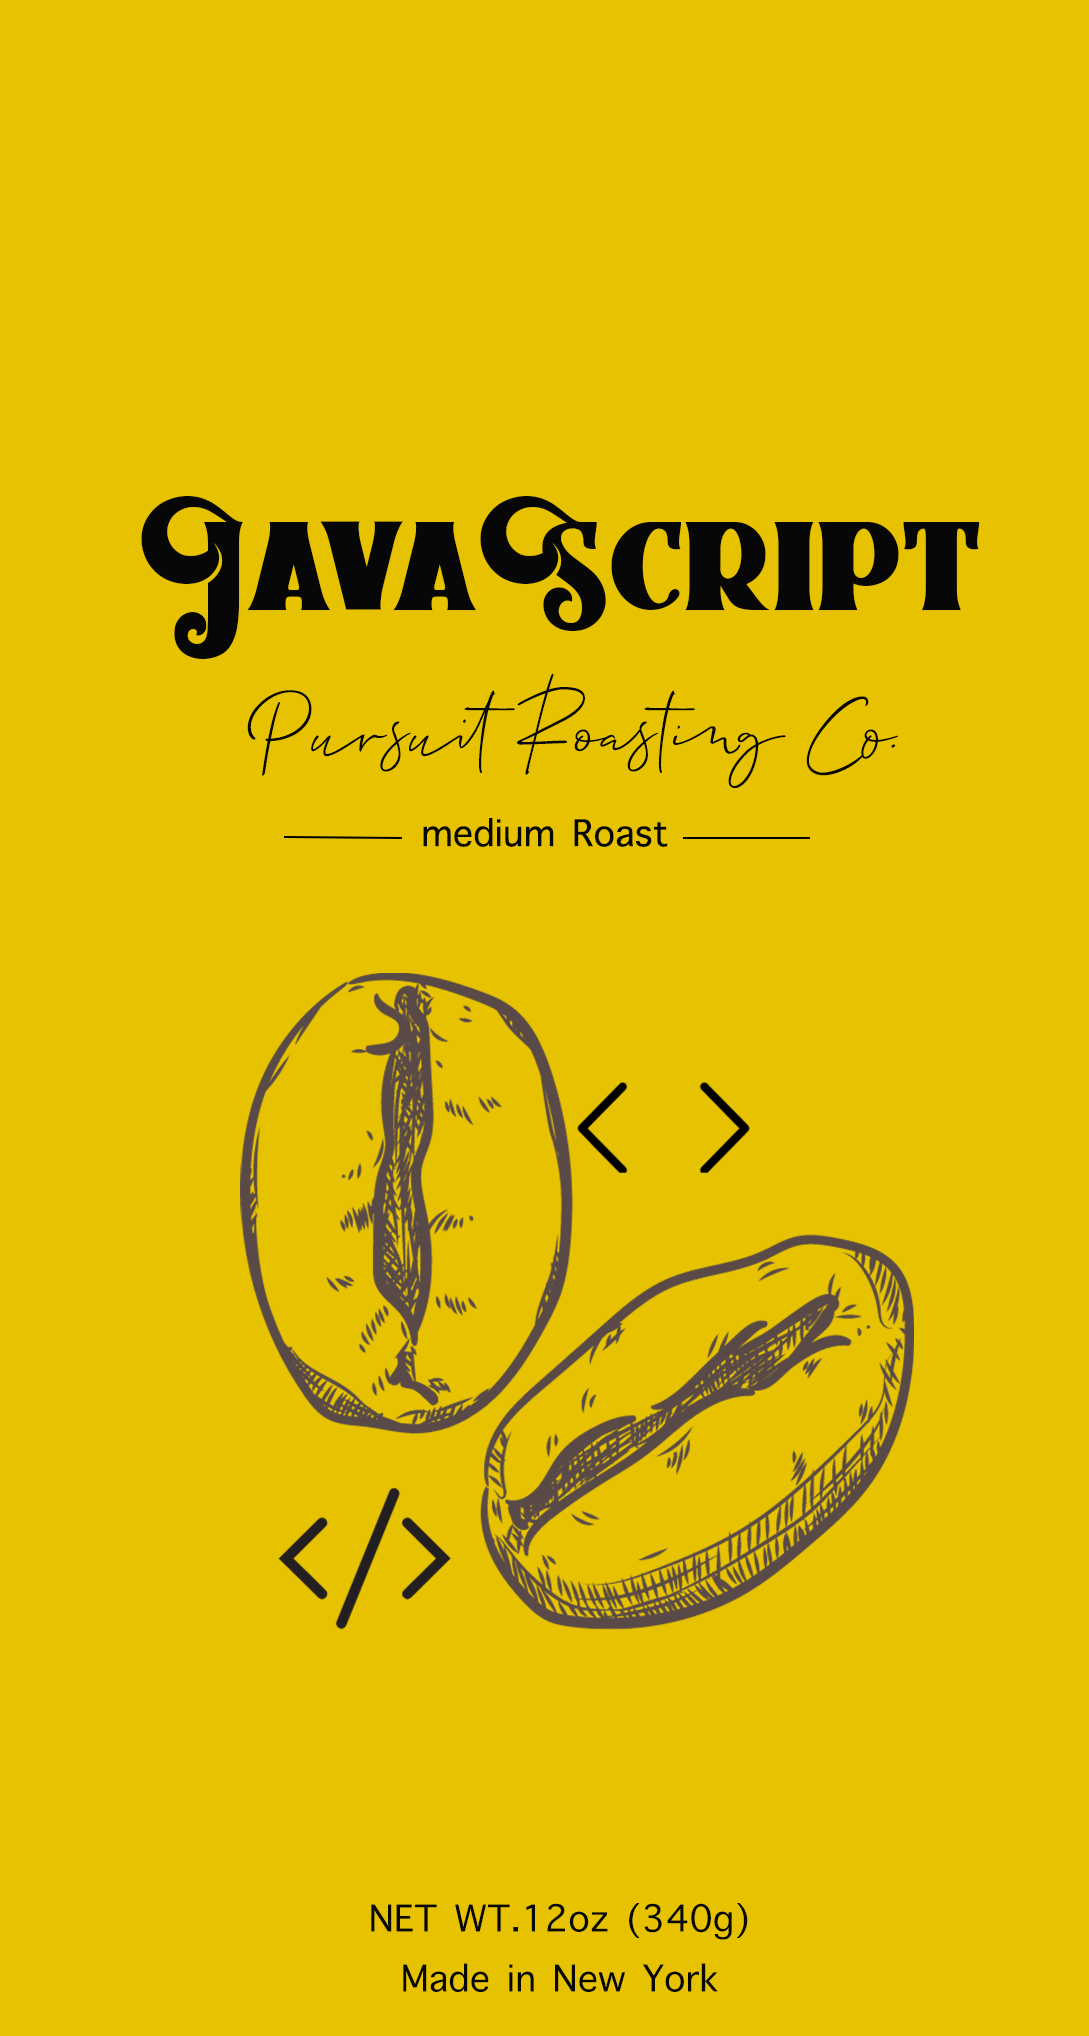 JAVASCRIPT
Pursuit Roasting Co.
medium Roast
< >
</>
NET WT.12oz (340g)
Made in New York